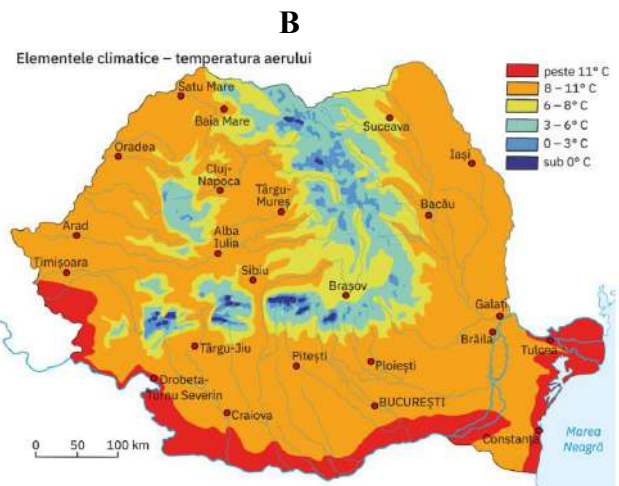 B
Elementele climatice – temperatura aerului
peste 11° C
8 – 11° C
6 – 8° C
3 – 6° C
0 – 3° C
sub 0° C
Satu Mare
Baia Mare
Suceava
Oradea
Iași
Cluj-
Napoca
Târgu-
Mureș
Bacău
Arad
Alba
Iulia
Timișoara
Sibiu
Brașov
Galați
Brăila
Tulcea
Târgu-Jiu
Pitești
Ploiești
Drobeta-
Turnu Severin
BUCUREȘTI
Craiova
Constanța
Marea
Neagră
0 50 100 km